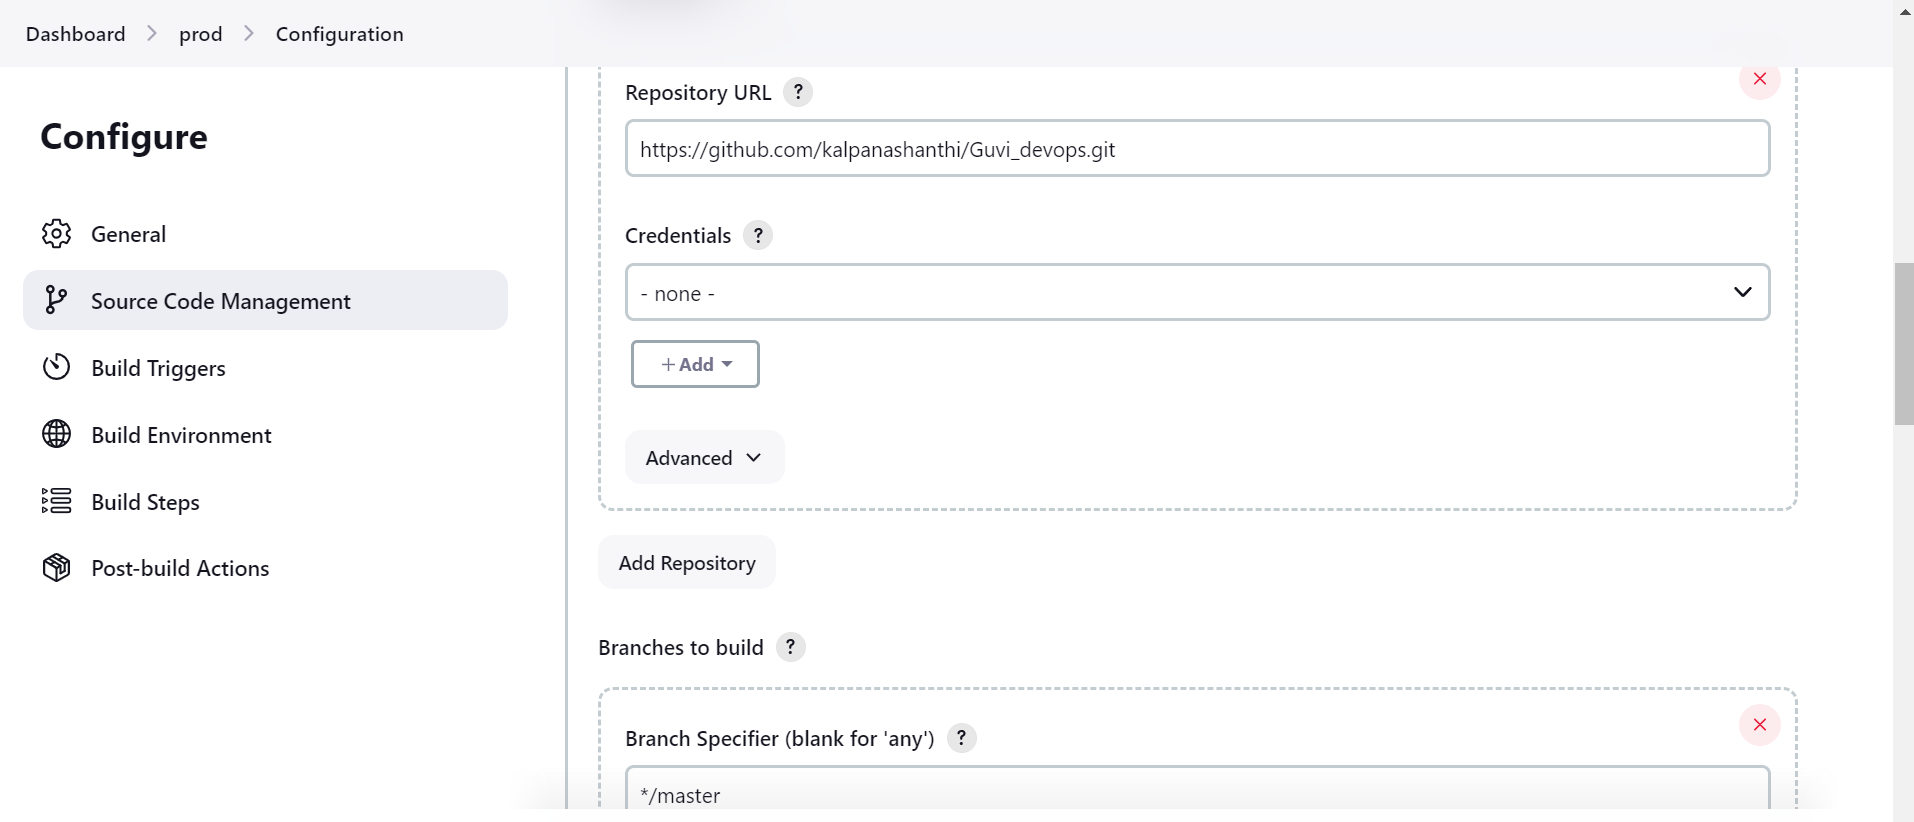 Dashboard > prod > Configuration
Configure
General
Source Code Management
Build Triggers
Build Environment
Build Steps
Post-build Actions
Repository URL ?
https://github.com/kalpanashanthi/Guvi_devops.git
Credentials ?
- none -
+ Add
Advanced
Add Repository
Branches to build ?
Branch Specifier (blank for 'any') ?
*/master